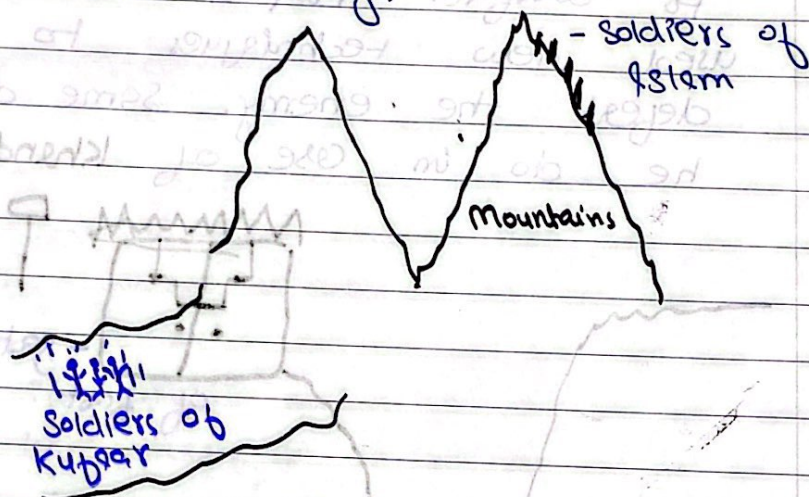 - Soldiers of
Islam
Mountains
Soldiers of
Kuffar